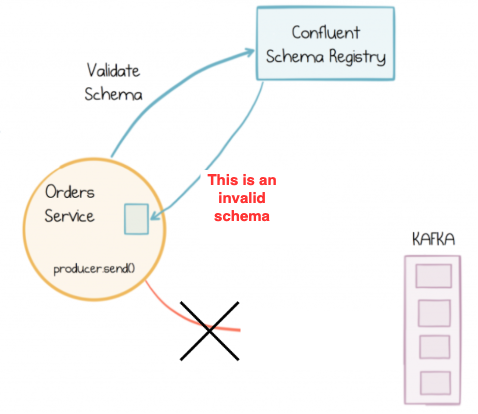 Confluent
Schema Registry
Validate
Schema
This is an
invalid
schema
Orders
Service
producer.send()
KAFKA